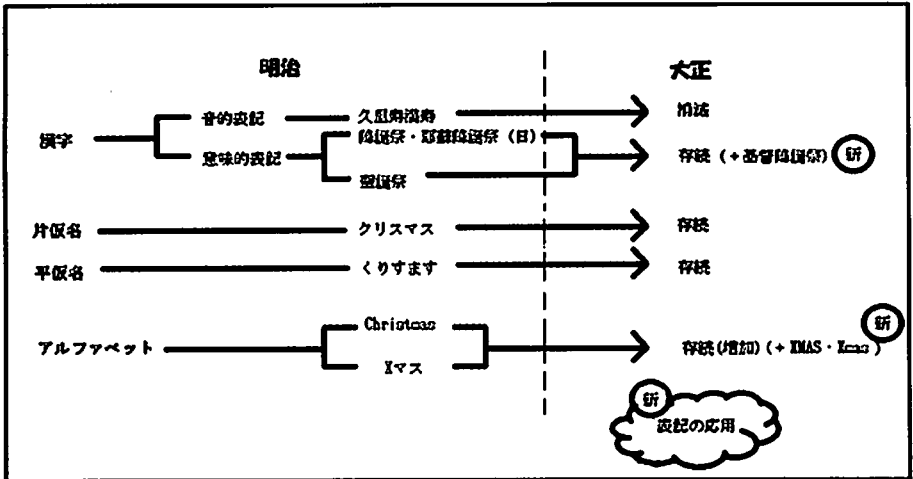 明治 大正
漢字 音的表記 久里寿満寿 消滅
意味的表記 降誕祭・耶蘇降誕祭（日） 存続（+基督降誕祭） 新
聖誕祭
片仮名 クリスマス 存続
平仮名 くりすます 存続
新
アルファベット Christmas 存続(増加)(+XMAS・Xmas)
Xマス
新
表記の応用